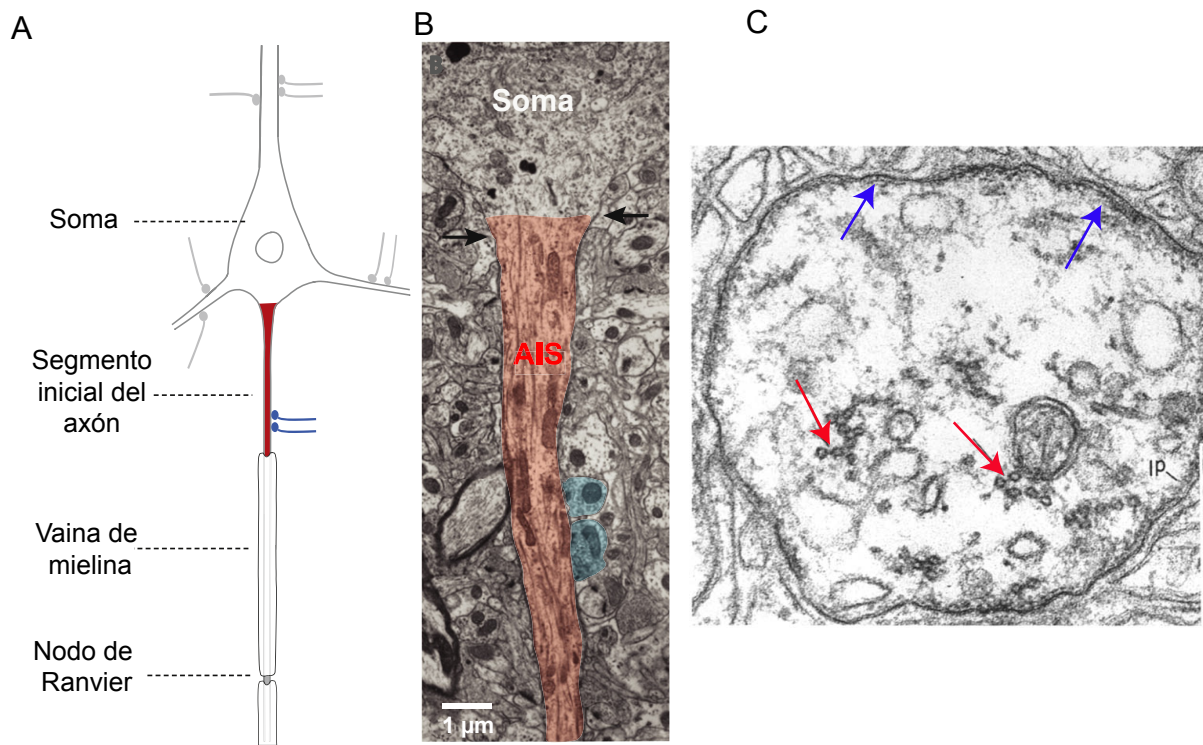 A
Soma
Segmento
inicial del
axón
Vaina de
mielina
Nodo de
Ranvier
B
Soma
AIS
1 µm
C
IP